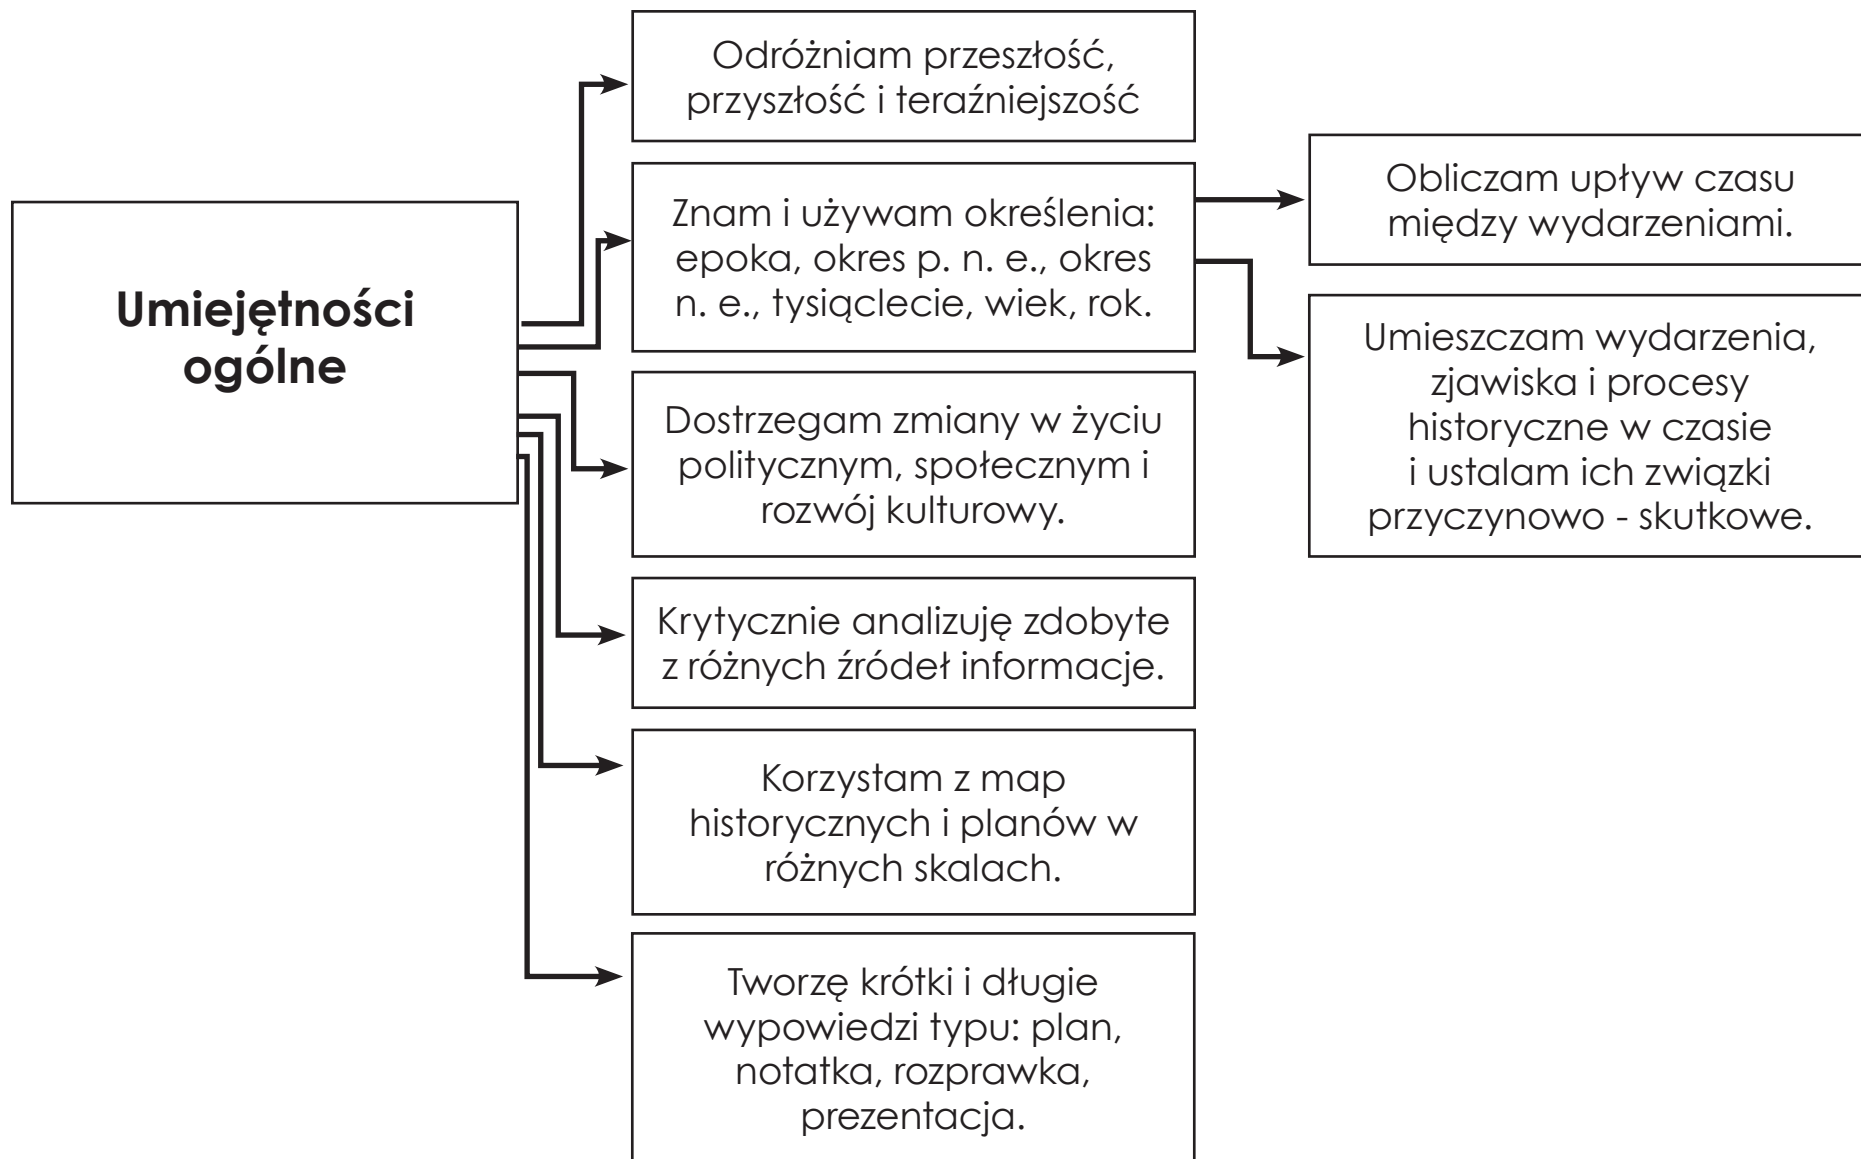 Umiejętności
ogólne
Odróżniam przeszłość,
przyszłość i teraźniejszość
Znam i używam określenia:
epoka, okres p. n. e., okres
n. e., tysiąclecie, wiek, rok.
Obliczam upływ czasu
między wydarzeniami.
Umieszczam wydarzenia,
zjawiska i procesy
historyczne w czasie
i ustalam ich związki
przyczynowo - skutkowe.
Dostrzegam zmiany w życiu
politycznym, społecznym i
rozwój kulturowy.
Krytycznie analizuję zdobyte
z różnych źródeł informacje.
Korzystam z map
historycznych i planów w
różnych skalach.
Tworzę krótki i długie
wypowiedzi typu: plan,
notatka, rozprawka,
prezentacja.